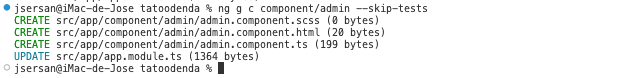 jsersan@iMac-de-Jose tatoodenda % ng g c component/admin --skip-tests
CREATE src/app/component/admin/admin.component.scss (0 bytes)
CREATE src/app/component/admin/admin.component.html (20 bytes)
CREATE src/app/component/admin/admin.component.ts (199 bytes)
UPDATE src/app/app.module.ts (1364 bytes)
jsersan@iMac-de-Jose tatoodenda %